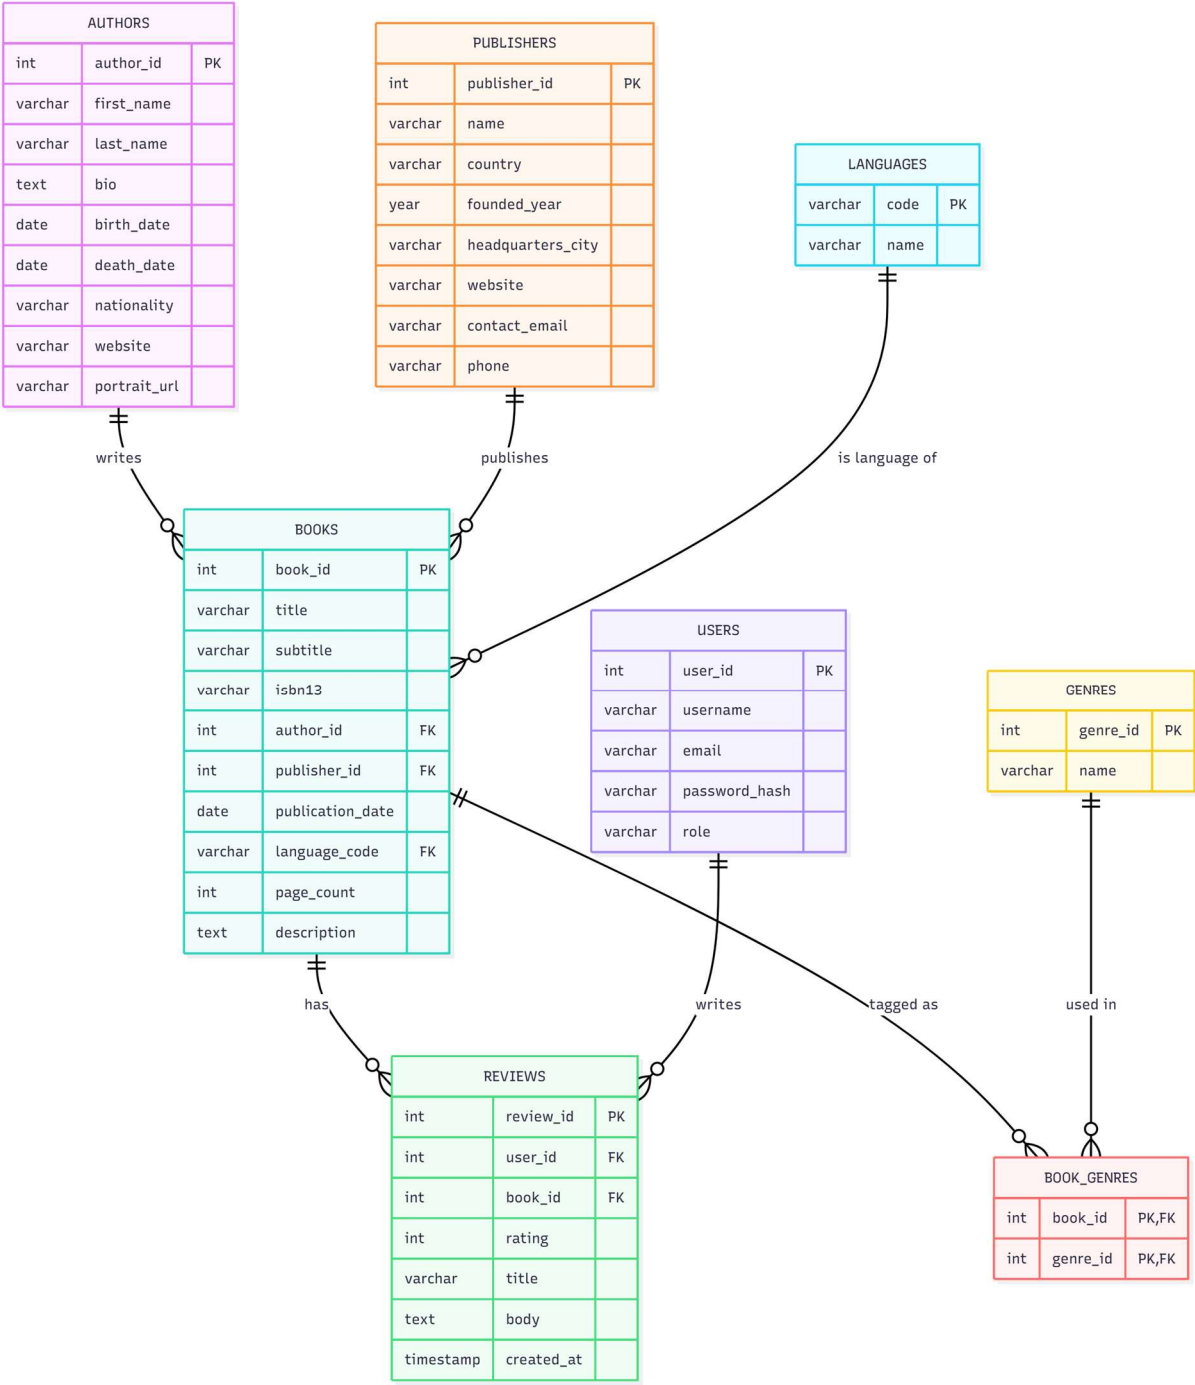 AUTHORS
int author_id PK
varchar first_name
varchar last_name
text bio
date birth_date
date death_date
varchar nationality
varchar website
varchar portrait_url
PUBLISHERS
int publisher_id PK
varchar name
varchar country
year founded_year
varchar headquarters_city
varchar website
varchar contact_email
varchar phone
LANGUAGES
varchar code PK
varchar name
writes
publishes
is language of
BOOKS
int book_id PK
varchar title
varchar subtitle
varchar isbn13
int author_id FK
int publisher_id FK
date publication_date
varchar language_code FK
int page_count
text description
USERS
int user_id PK
varchar username
varchar email
varchar password_hash
varchar role
GENRES
int genre_id PK
varchar name
has
writes
tagged as
used in
REVIEWS
int review_id PK
int user_id FK
int book_id FK
int rating
varchar title
text body
timestamp created_at
BOOK_GENRES
int book_id PK,FK
int genre_id PK,FK